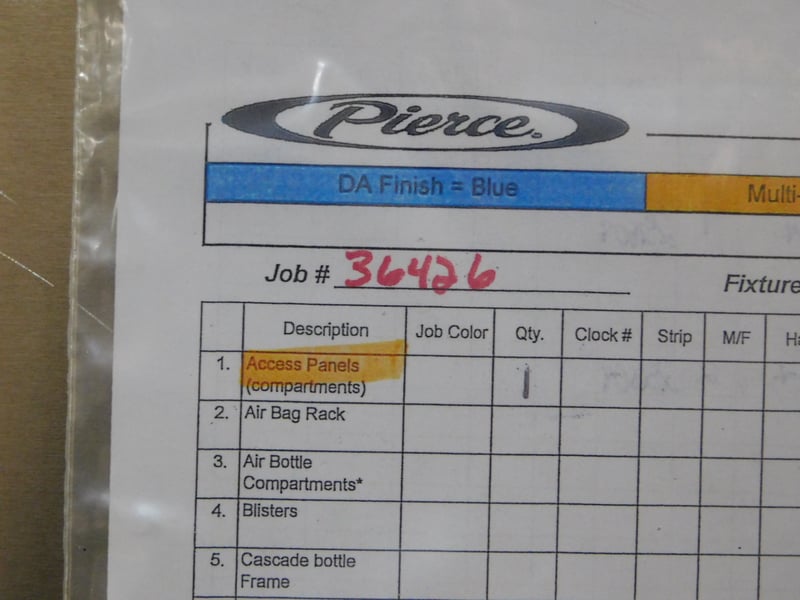 Pierce
DA Finish = Blue
Multi-
Job # 36426
Fixture
Description Job Color Qty. Clock # Strip M/F Ha
1. Access Panels 1
(compartments)
2. Air Bag Rack
3. Air Bottle
Compartments*
4. Blisters
5. Cascade bottle
Frame